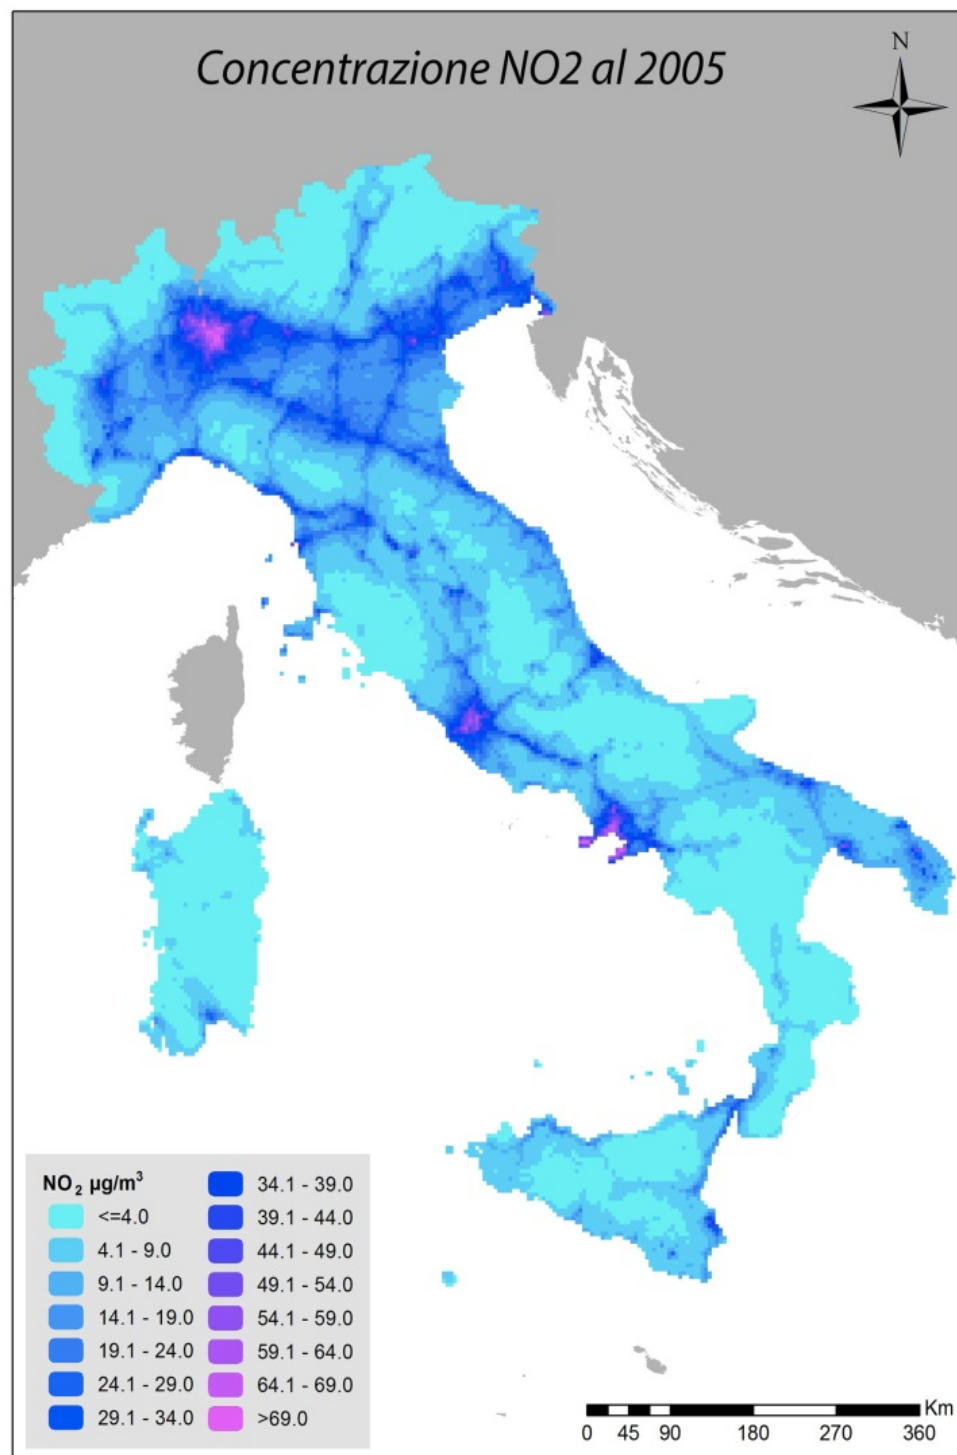 Concentrazione NO2 al 2005
N
NO₂ µg/m³
<=4.0
4.1 - 9.0
9.1 - 14.0
14.1 - 19.0
19.1 - 24.0
24.1 - 29.0
29.1 - 34.0
34.1 - 39.0
39.1 - 44.0
44.1 - 49.0
49.1 - 54.0
54.1 - 59.0
59.1 - 64.0
64.1 - 69.0
>69.0
Km
0 45 90 180 270 360